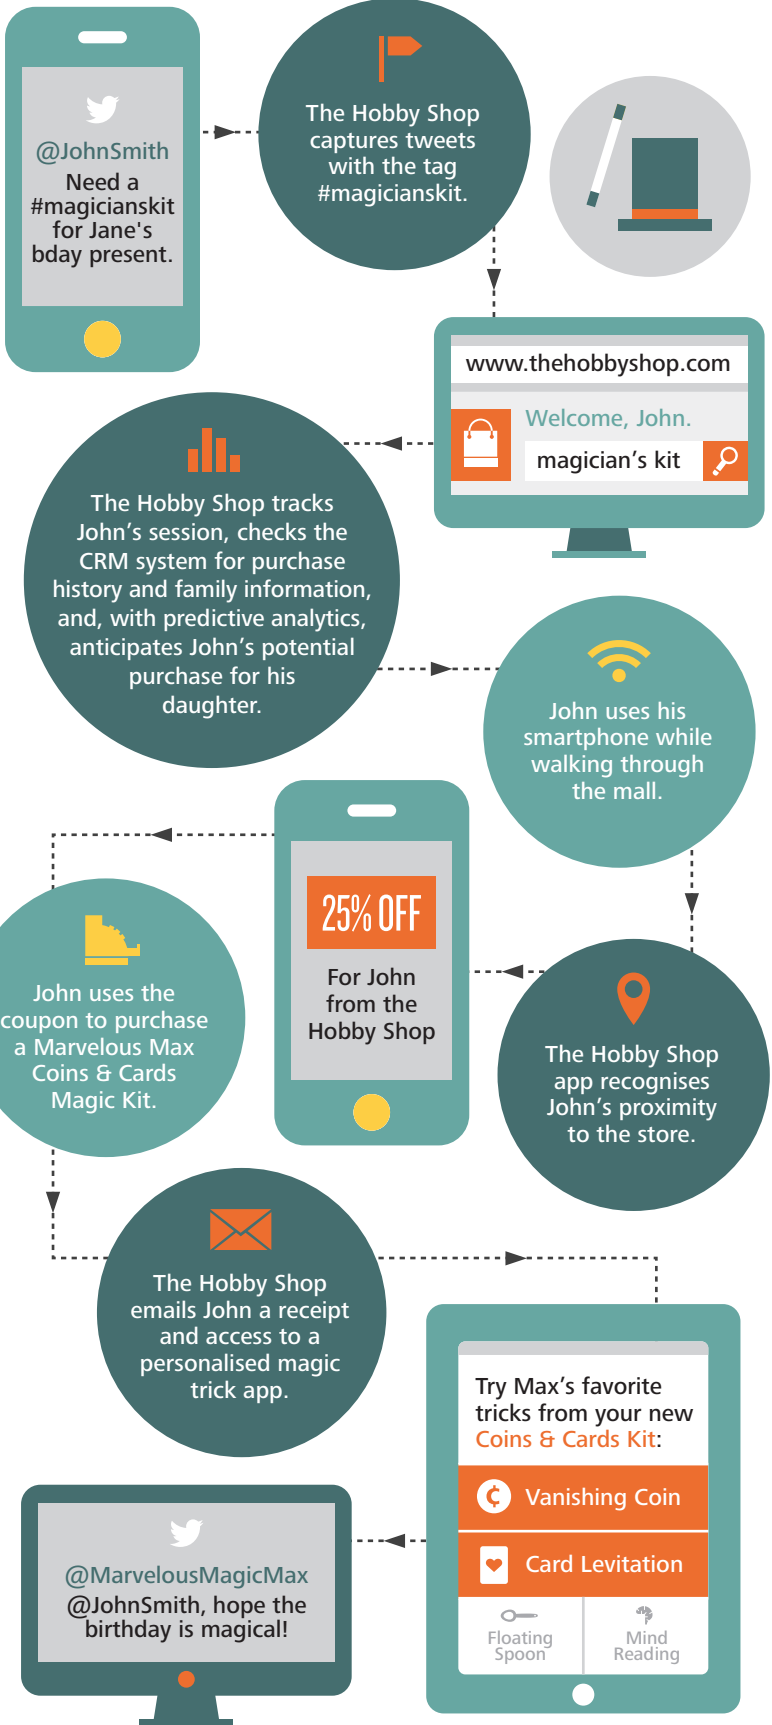 @JohnSmith
Need a
#magicianskit
for Jane's
bday present.
The Hobby Shop
captures tweets
with the tag
#magicianskit.
www.thehobbyshop.com
Welcome, John.
magician's kit
The Hobby Shop tracks
John's session, checks the
CRM system for purchase
history and family information,
and, with predictive analytics,
anticipates John's potential
purchase for his
daughter.
John uses his
smartphone while
walking through
the mall.
The Hobby Shop
app recognises
John's proximity
to the store.
25% OFF
For John
from the
Hobby Shop
John uses the
coupon to purchase
a Marvelous Max
Coins & Cards
Magic Kit.
The Hobby Shop
emails John a receipt
and access to a
personalised magic
trick app.
Try Max's favorite
tricks from your new
Coins & Cards Kit:
Vanishing Coin
Card Levitation
Floating
Spoon
Mind
Reading
@MarvelousMagicMax
@JohnSmith, hope the
birthday is magical!